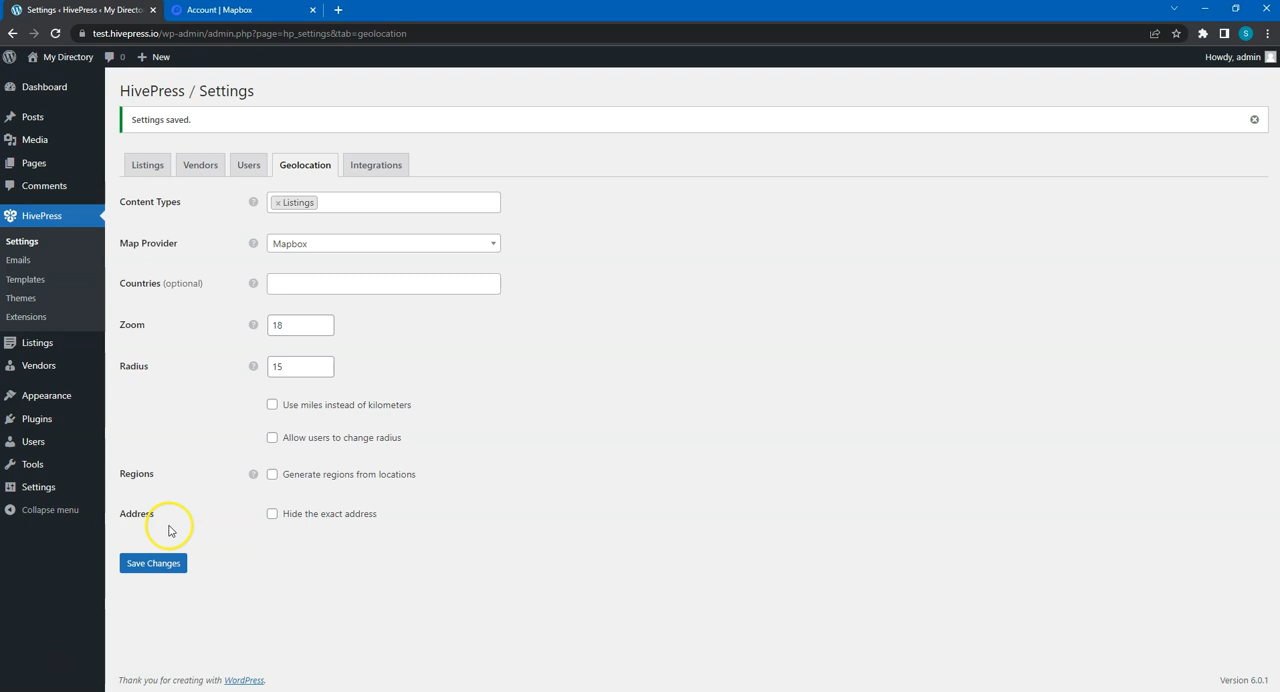 Settings ‹ HivePress ‹ My Director
Account | Mapbox
test.hivepress.io/wp-admin/admin.php?page=hp_settings&tab=geolocation
S
My Directory
0
New
Howdy, admin
Dashboard
Posts
Media
Pages
Comments
HivePress
Settings
Emails
Templates
Themes
Extensions
Listings
Vendors
Appearance
Plugins
Users
Tools
Settings
Collapse menu
HivePress / Settings
Settings saved.
Listings
Vendors
Users
Geolocation
Integrations
Content Types
× Listings
Map Provider
Mapbox
Countries (optional)
Zoom
18
Radius
15
Use miles instead of kilometers
Allow users to change radius
Regions
Generate regions from locations
Address
Hide the exact address
Save Changes
Thank you for creating with WordPress.
Version 6.0.1